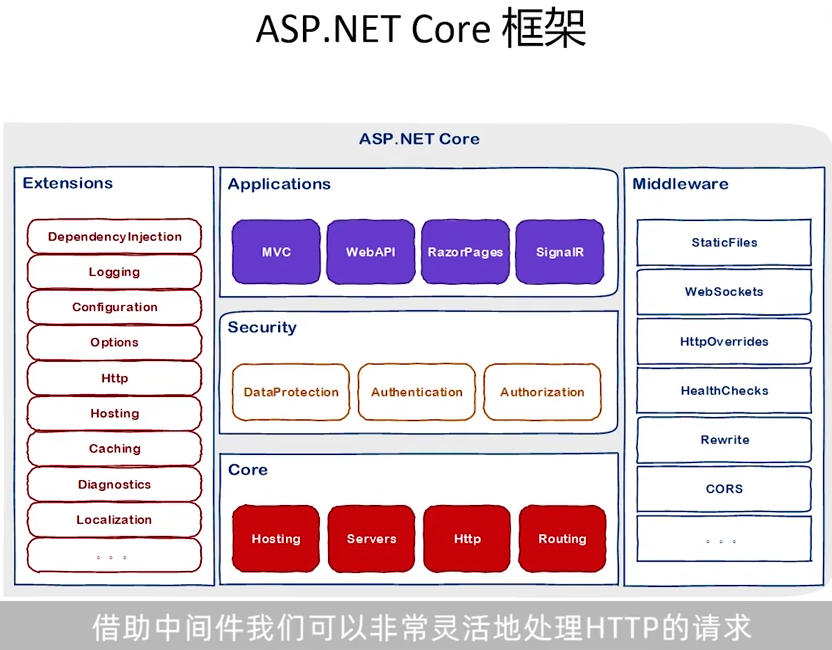 ASP.NET Core 框架
ASP.NET Core
Extensions
DependencyInjection
Logging
Configuration
Options
Http
Hosting
Caching
Diagnostics
Localization
。。。
Applications
MVC
WebAPI
RazorPages
SignalR
Security
DataProtection
Authentication
Authorization
Core
Hosting
Servers
Http
Routing
Middleware
StaticFiles
WebSockets
HttpOverrides
HealthChecks
Rewrite
CORS
。。。
借助中间件我们可以非常灵活地处理HTTP的请求